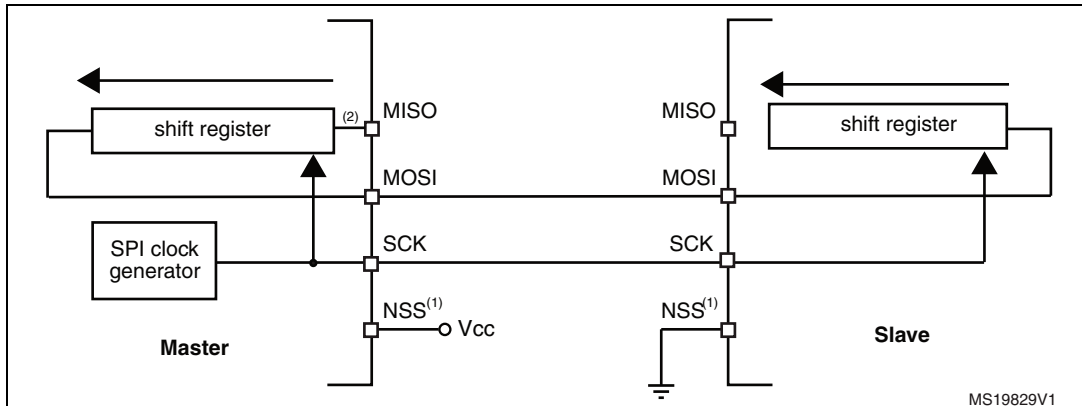 MISO
MISO
shift register
(2)
shift register
MOSI
MOSI
SPI clock
generator
SCK
SCK
NSS(1)
Vcc
NSS(1)
Master
Slave
MS19829V1